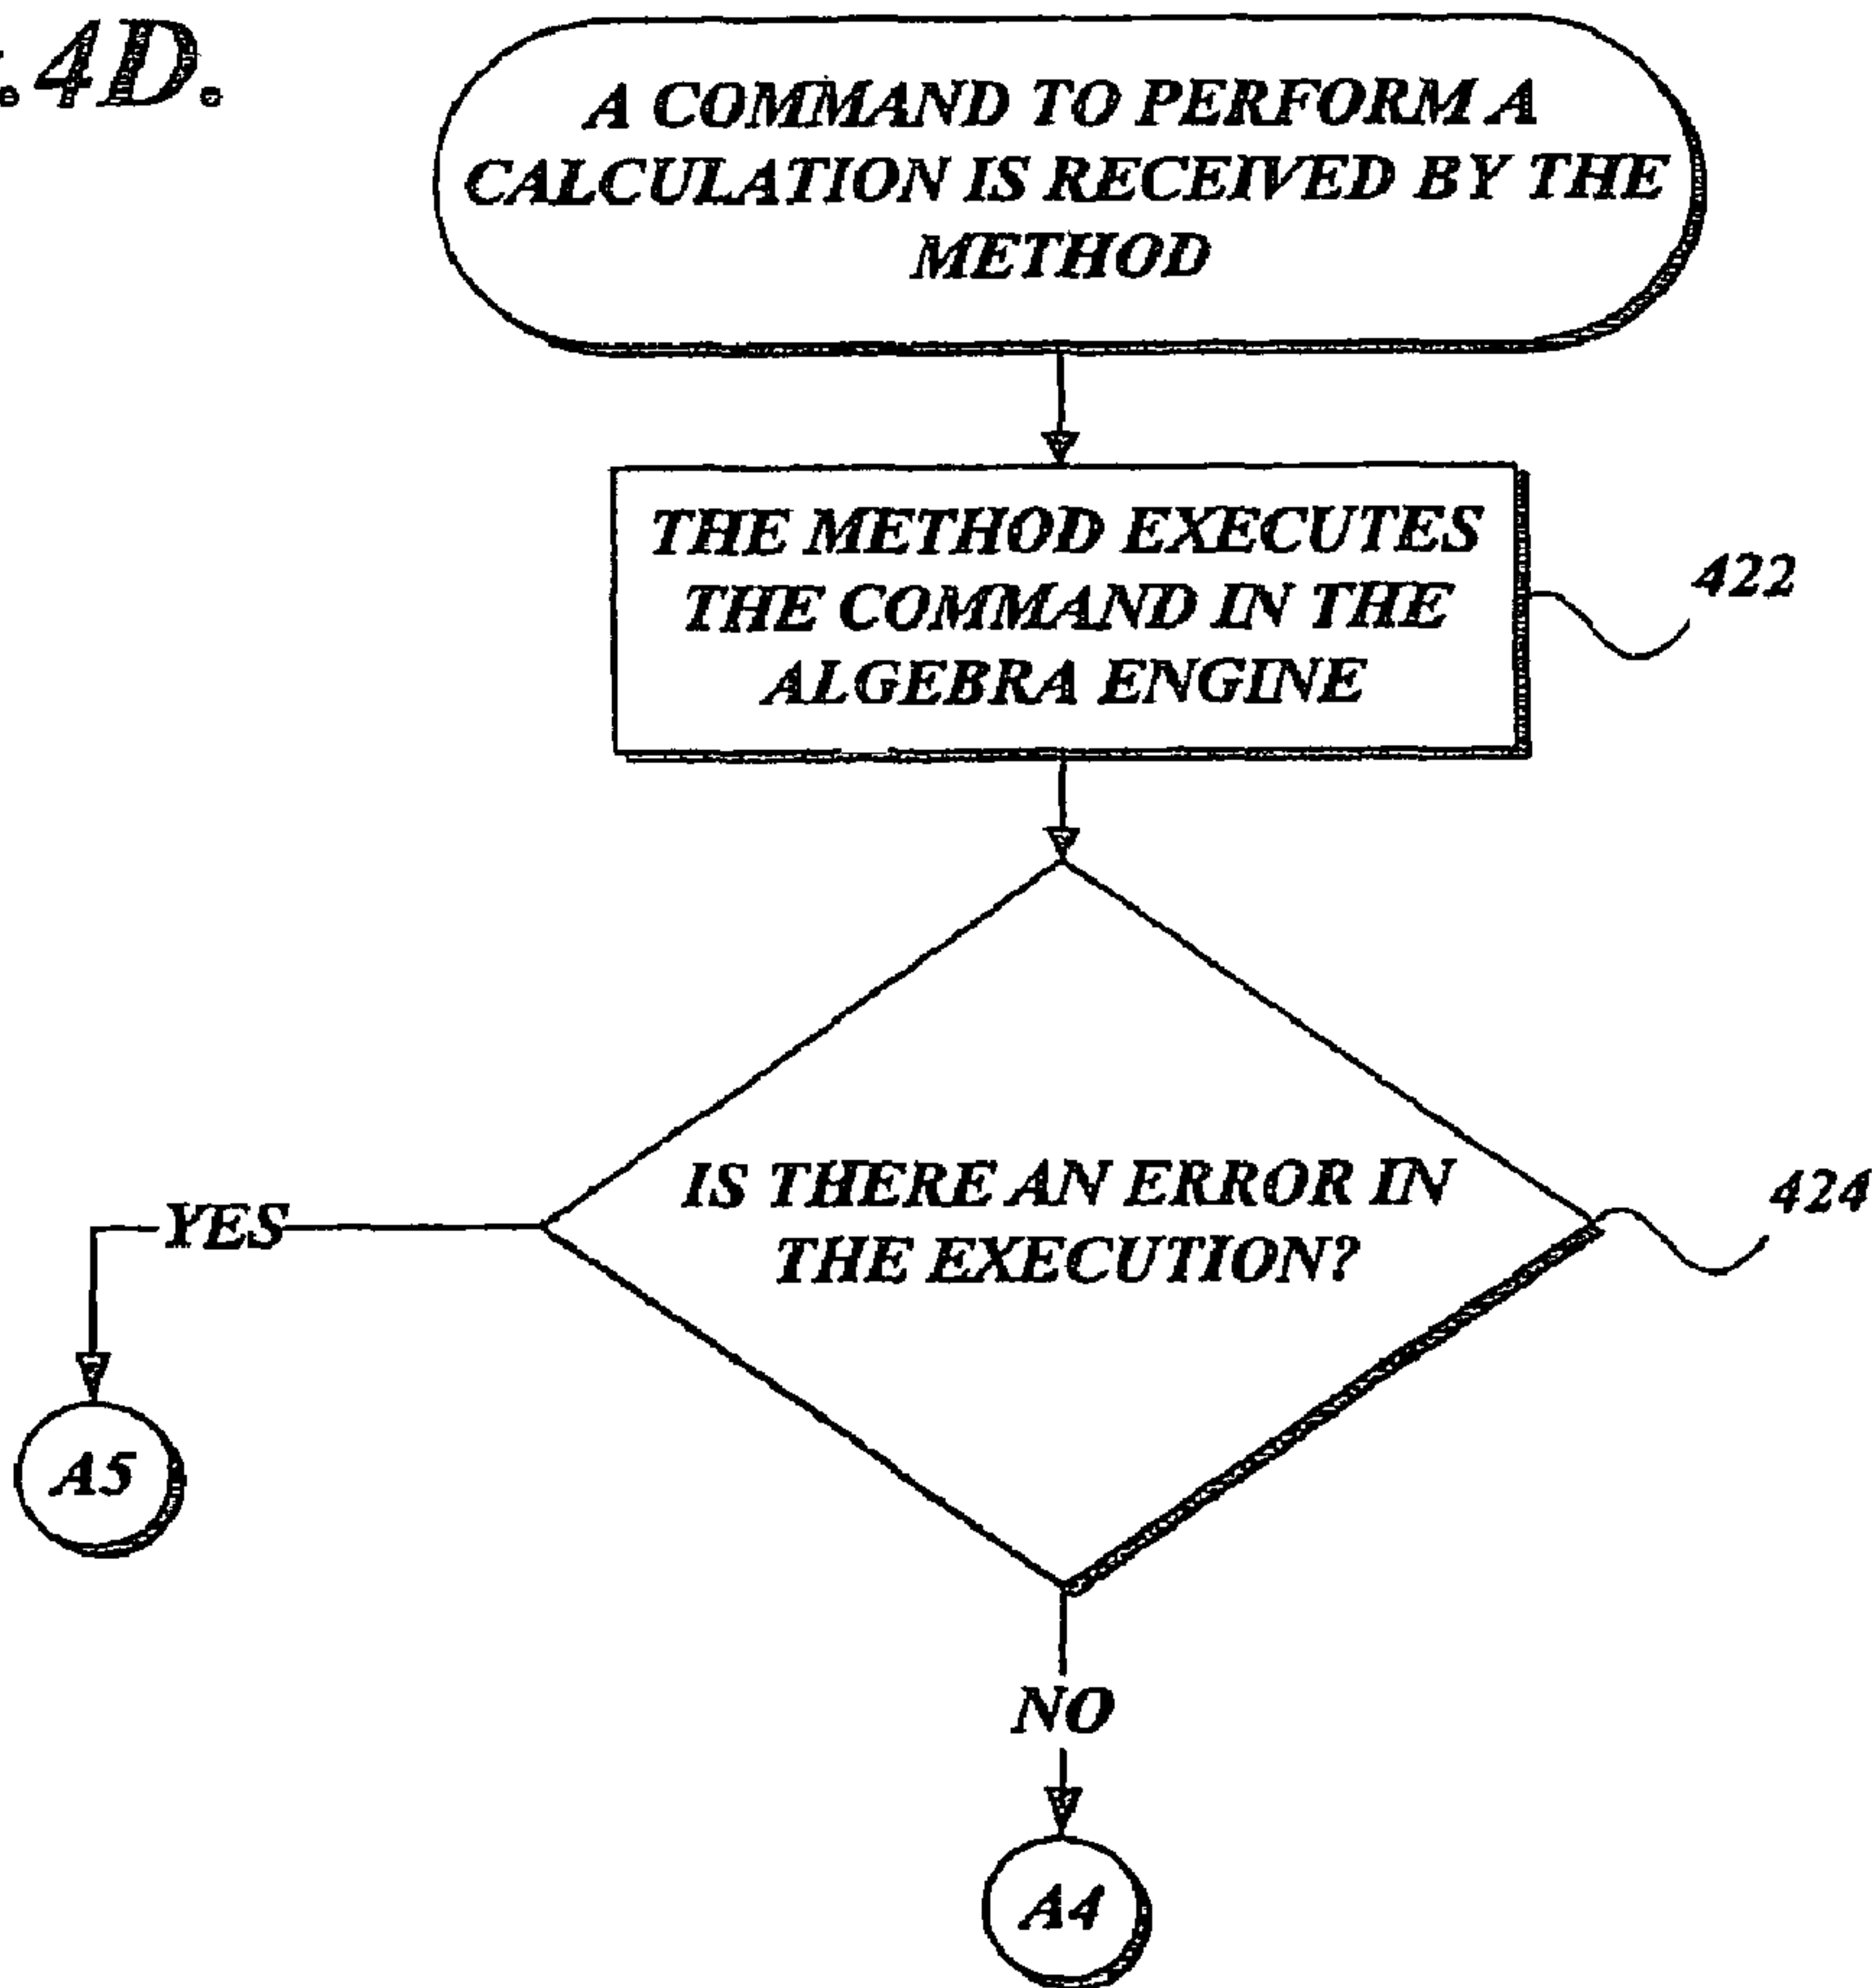 .4D.
A COMMAND TO PERFORM A
CALCULATION IS RECEIVED BY THE
METHOD
THE METHOD EXECUTES
THE COMMAND IN THE
ALGEBRA ENGINE
422
IS THERE AN ERROR IN
THE EXECUTION?
424
YES
A5
NO
A4